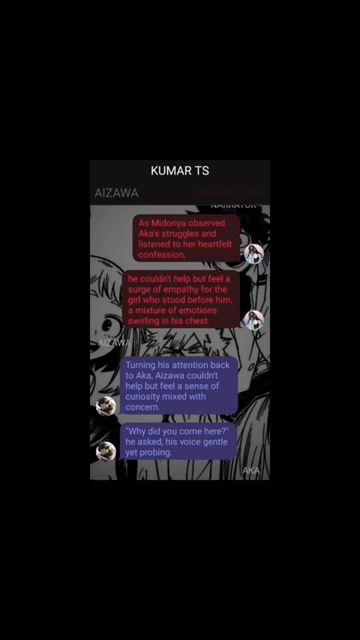 KUMAR TS
AIZAWA
NARRATOR
As Midoriya observed
Aka's struggles and
listened to her heartfelt
confession,
he couldn't help but feel a
surge of empathy for the
girl who stood before him,
a mixture of emotions
swirling in his chest.
AIZAWA
Turning his attention back
to Aka, Aizawa couldn't
help but feel a sense of
curiosity mixed with
concern.
"Why did you come here?"
he asked, his voice gentle
yet probing.
AKA